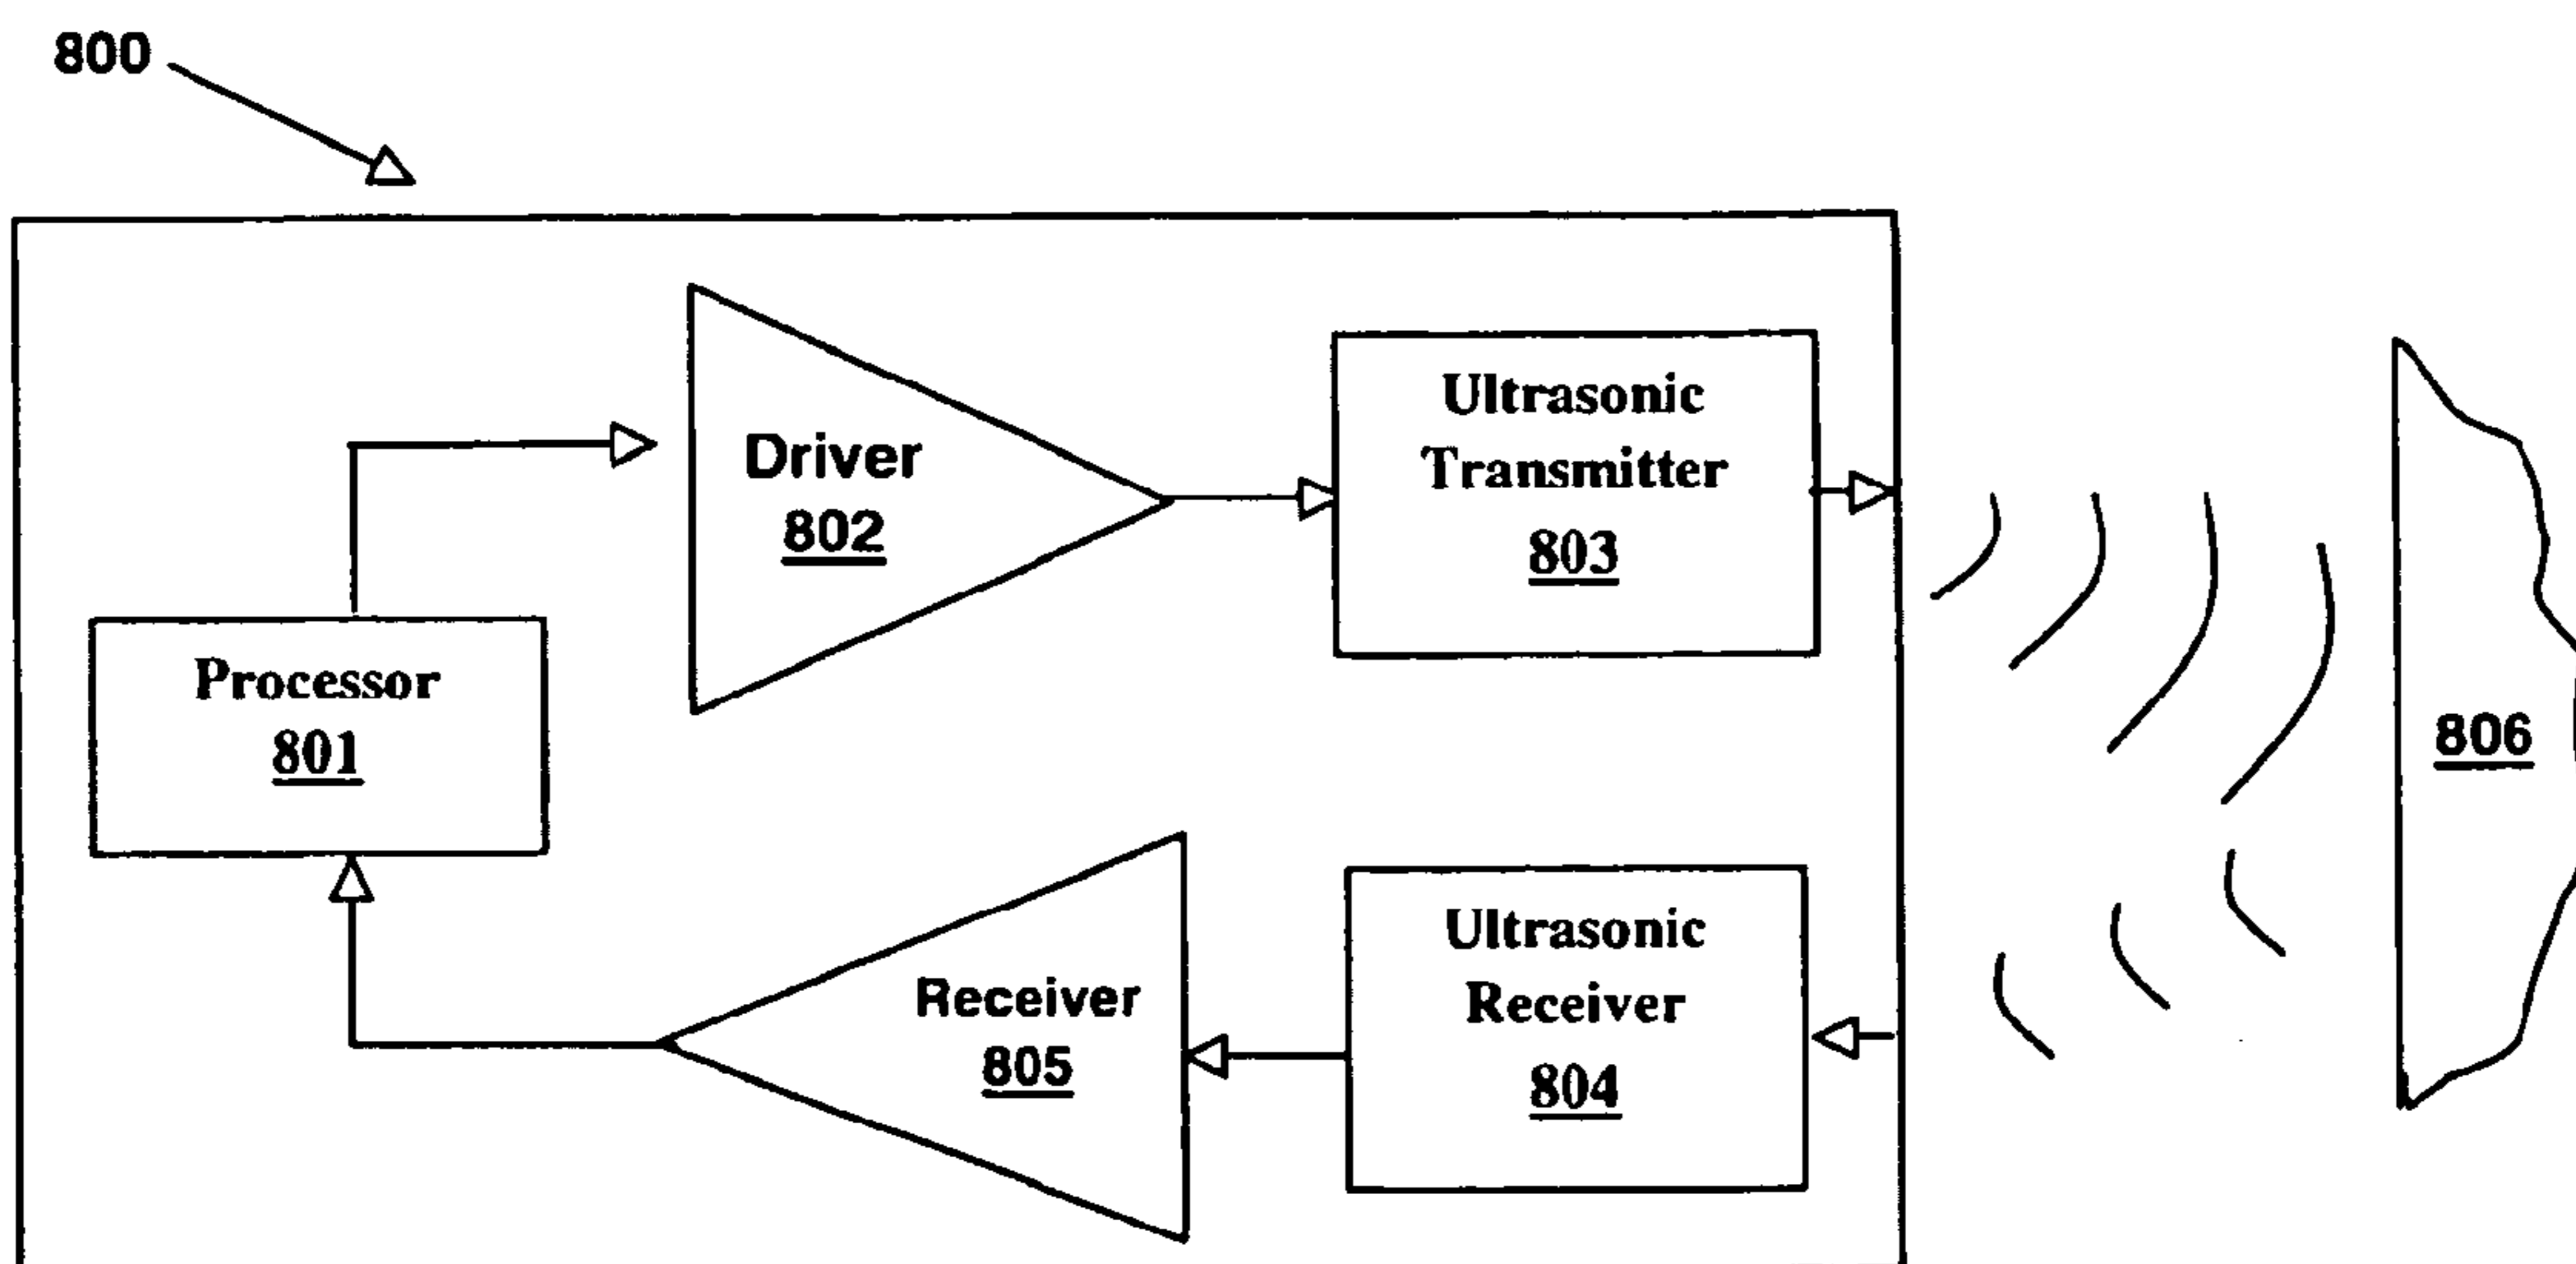 800
Driver
802
Ultrasonic
Transmitter
803
Processor
801
806
Receiver
805
Ultrasonic
Receiver
804